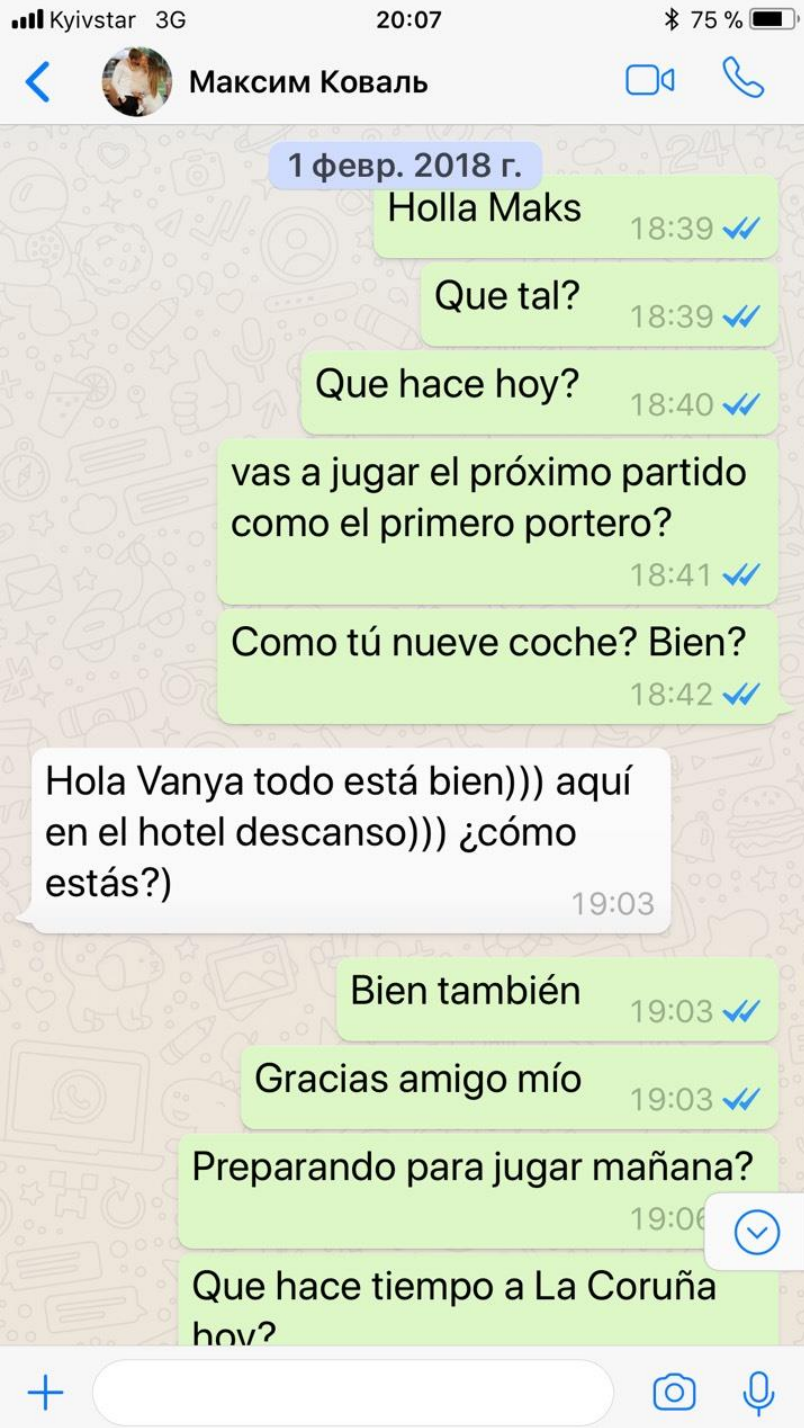 Kyivstar 3G 20:07 75 %
Максим Коваль
1 февр. 2018 г.
Holla Maks
18:39
Que tal?
18:39
Que hace hoy?
18:40
vas a jugar el próximo partido
como el primero portero?
18:41
Como tú nueve coche? Bien?
18:42
Hola Vanya todo está bien))) aquí
en el hotel descanso))) ¿cómo
estás?)
19:03
Bien también
19:03
Gracias amigo mío
19:03
Preparando para jugar mañana?
19:06
Que hace tiempo a La Coruña
hoy?